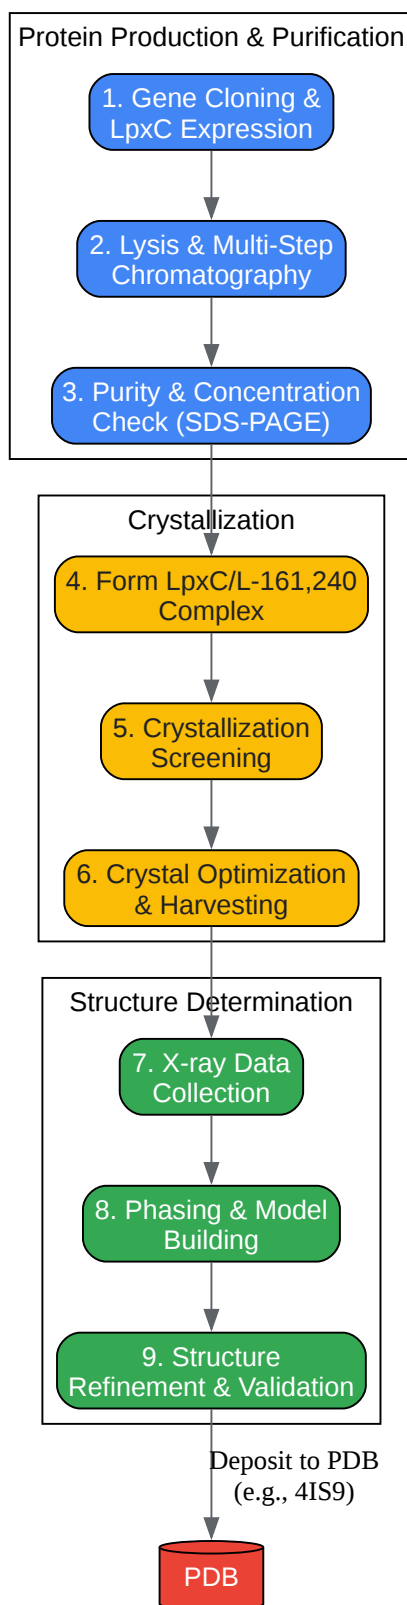 Protein Production & Purification
1. Gene Cloning &
LpxC Expression
2. Lysis & Multi-Step
Chromatography
3. Purity & Concentration
Check (SDS-PAGE)
Crystallization
4. Form LpxC/L-161,240
Complex
5. Crystallization
Screening
6. Crystal Optimization
& Harvesting
Structure Determination
7. X-ray Data
Collection
8. Phasing & Model
Building
9. Structure
Refinement & Validation
Deposit to PDB
(e.g., 4IS9)
PDB